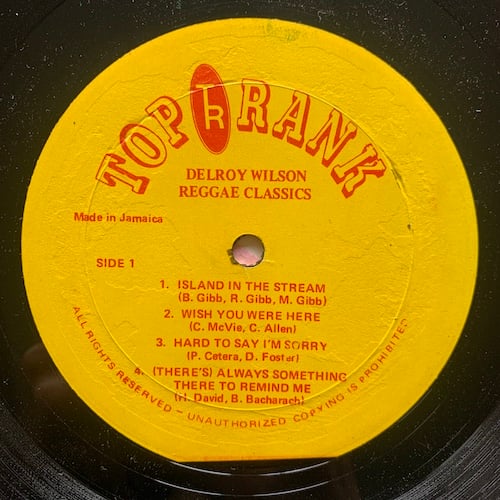 TOP tr RANK
DELROY WILSON
REGGAE CLASSICS
Made in Jamaica
SIDE 1
1. ISLAND IN THE STREAM
(B. Gibb, R. Gibb, M. Gibb)
2. WISH YOU WERE HERE
(C. McVie, C. Allen)
3. HARD TO SAY I'M SORRY
(P. Cetera, D. Foster)
4. (THERE'S) ALWAYS SOMETHING
THERE TO REMIND ME
(H. David, B. Bacharach)
ALL RIGHTS RESERVED – UNAUTHORIZED COPYING IS PROHIBITED